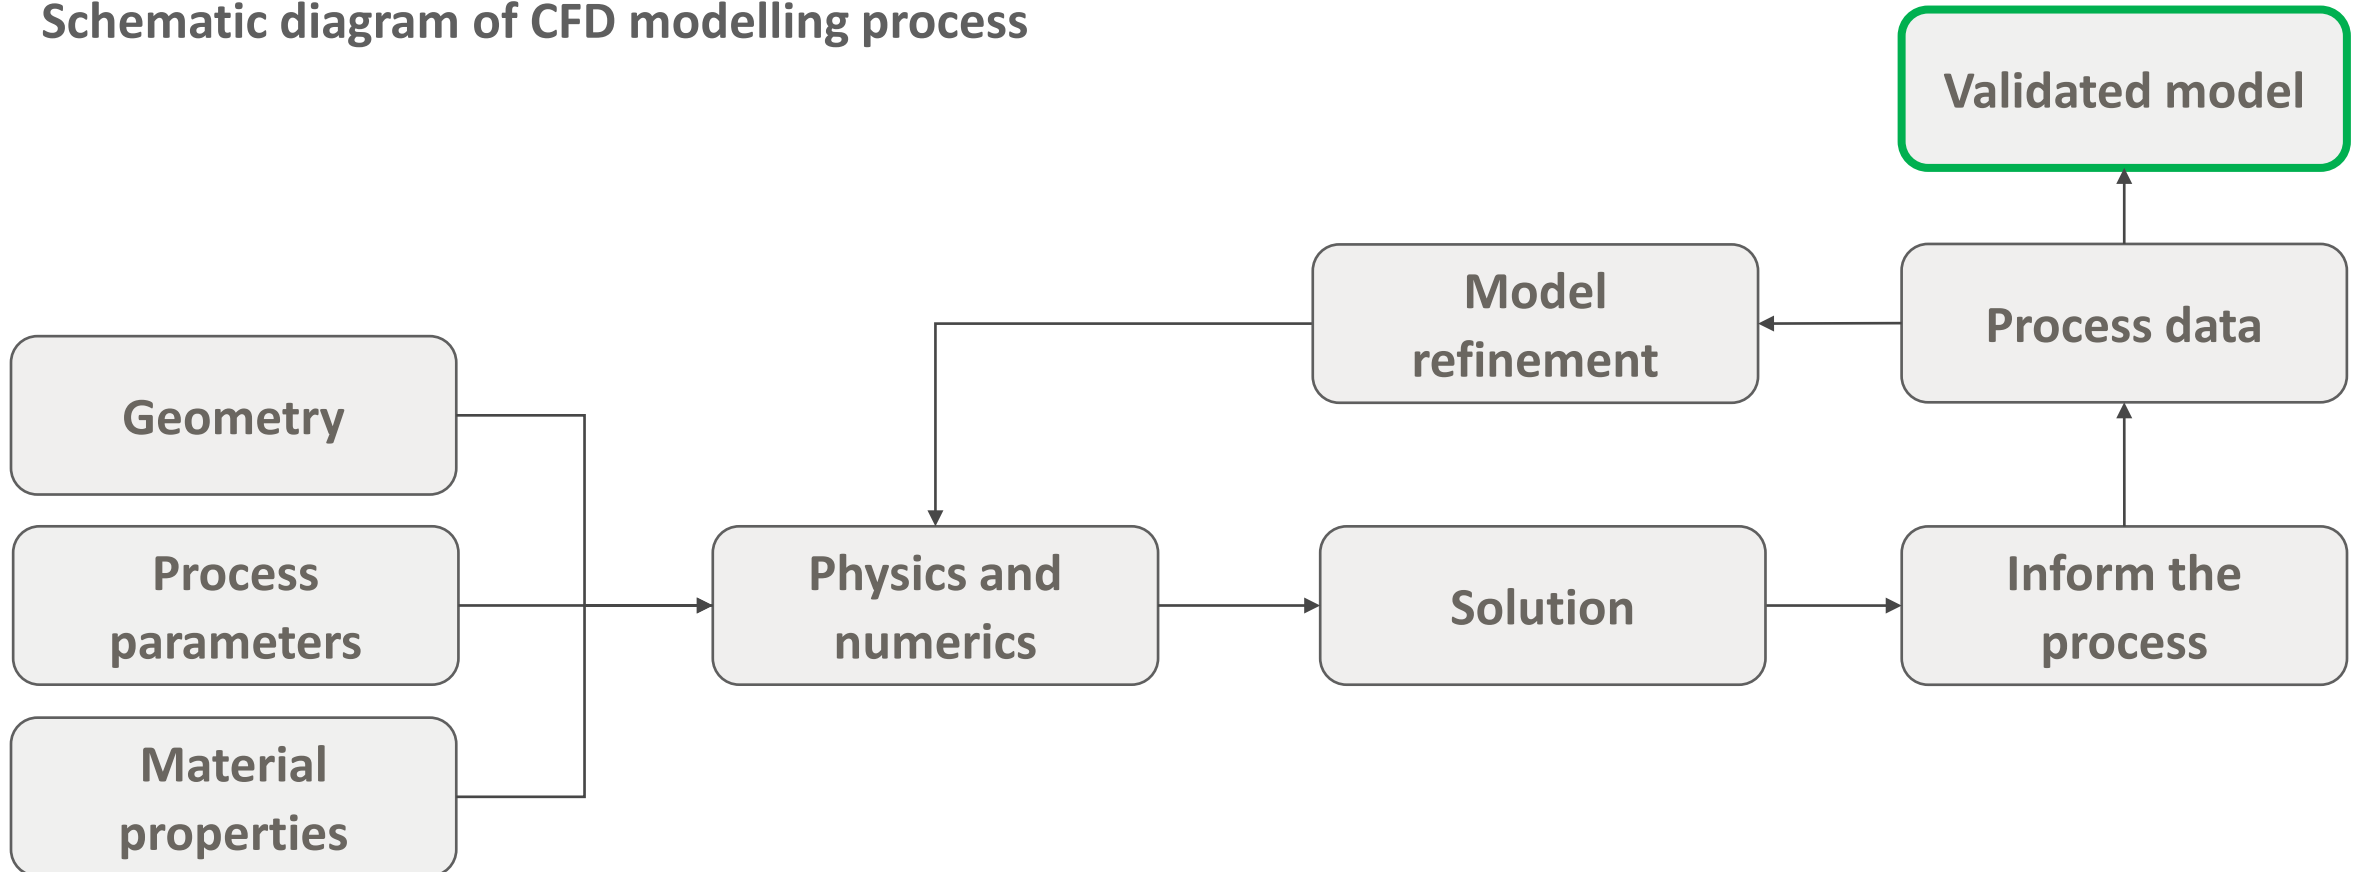 Schematic diagram of CFD modelling process
Validated model
Model
refinement
Process data
Geometry
Process
parameters
Material
properties
Physics and
numerics
Solution
Inform the
process